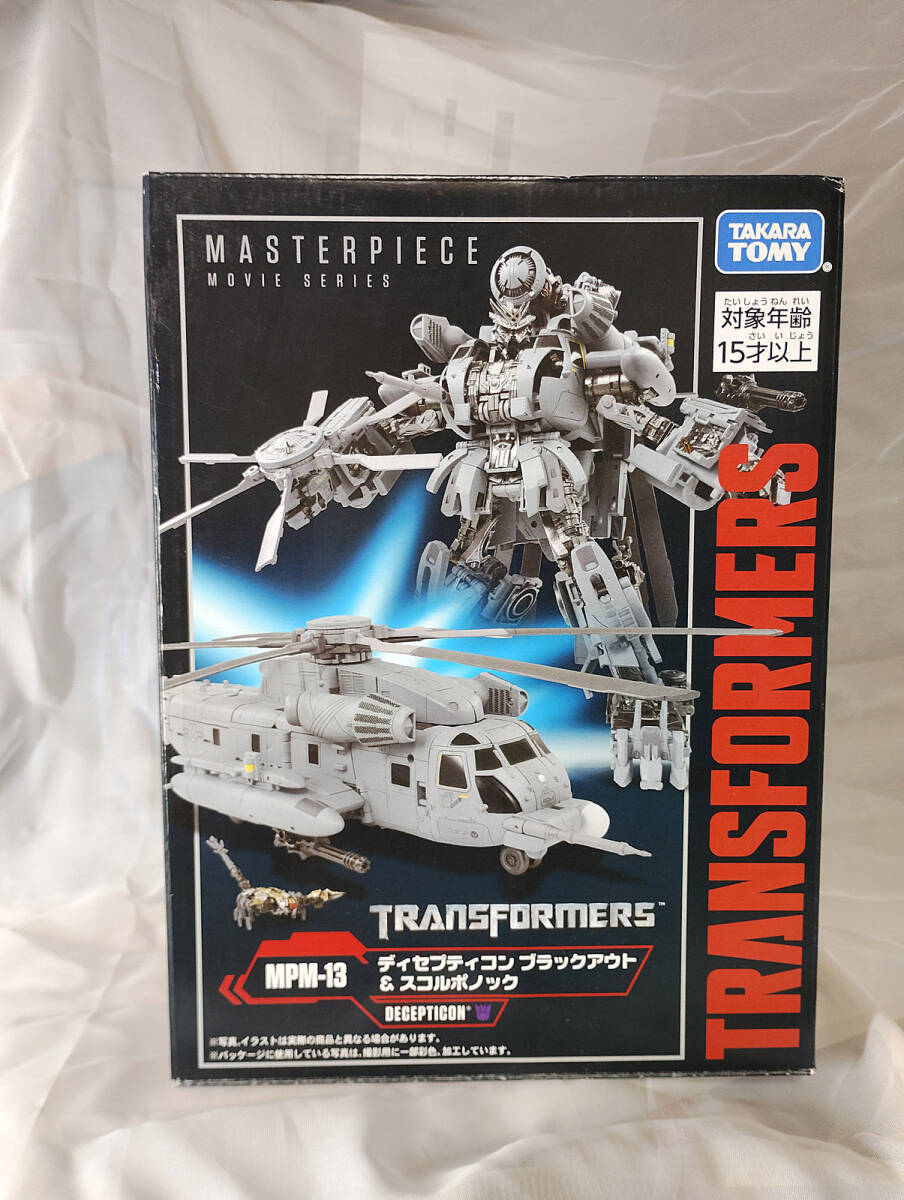 MASTERPIECE
MOVIE SERIES
TAKARA
TOMY
たいしょうねんれい
対象年齢
さいいじょう
15才以上
TRANSFORMERS
TRANSFORMERS™
MPM-13
ディセプティコン ブラックアウト
& スコルポノック
DECEPTICON®
※写真、イラストは実際の商品と異なる場合があります。
※パッケージに使用している写真は、撮影用に一部彩色、加工しています。